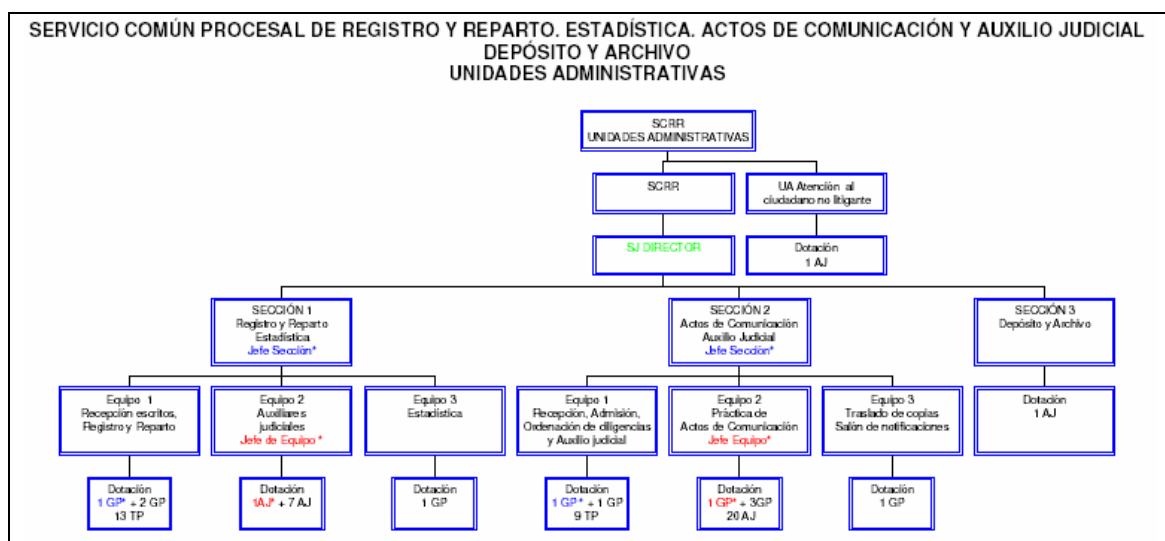 SERVICIO COMÚN PROCESAL DE REGISTRO Y REPARTO. ESTADÍSTICA. ACTOS DE COMUNICACIÓN Y AUXILIO JUDICIAL
DEPÓSITO Y ARCHIVO
UNIDADES ADMINISTRATIVAS
SCRR
UNIDADES ADMINISTRATIVAS
SCRR
UA Atención al
ciudadano no litigante
SJ DIRECTOR
Dotación
1 AJ
SECCIÓN 1
Registro y Reparto
Estadística
Jefe Sección*
SECCIÓN 2
Actos de Comunicación
Auxilio Judicial
Jefe Sección*
SECCIÓN 3
Depósito y Archivo
Equipo 1
Recepción escritos,
Registro y Reparto
Equipo 2
Auxiliares
judiciales
Jefe de Equipo *
Equipo 3
Estadística
Equipo 1
Recepción, Admisión,
Ordenación de diligencias
y Auxilio judicial
Equipo 2
Práctica de
Actos de Comunicación
Jefe Equipo*
Equipo 3
Traslado de copias
Salón de notificaciones
Dotación
1 AJ
Dotación
1 GP* + 2 GP
13 TP
Dotación
1AJ* + 7 AJ
Dotación
1 GP
Dotación
1 GP* + 1 GP
9 TP
Dotación
1 GP* + 3GP
20 AJ
Dotación
1 GP